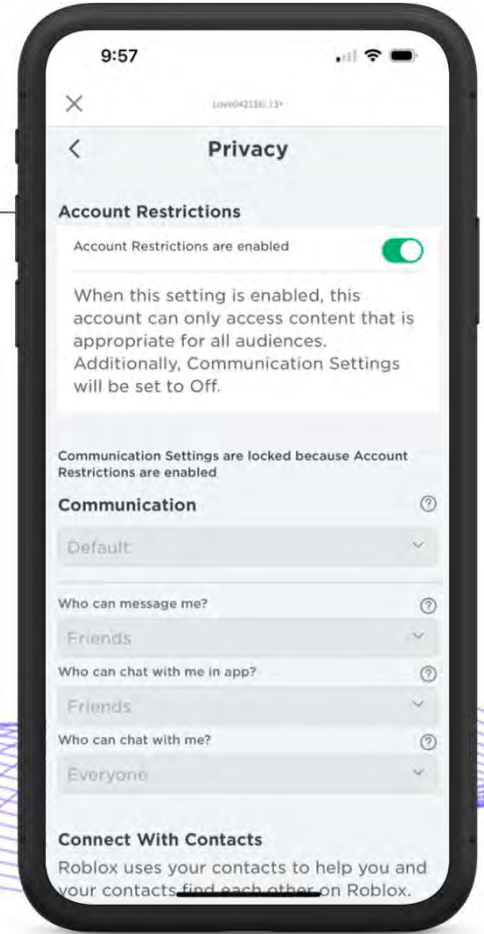 9:57
Privacy
Account Restrictions
Account Restrictions are enabled
When this setting is enabled, this
account can only access content that is
appropriate for all audiences.
Additionally, Communication Settings
will be set to Off.
Communication Settings are locked because Account
Restrictions are enabled
Communication
Default
Who can message me?
Friends
Who can chat with me in app?
Friends
Who can chat with me?
Everyone
Connect With Contacts
Roblox uses your contacts to help you and
your contacts find each other on Roblox.